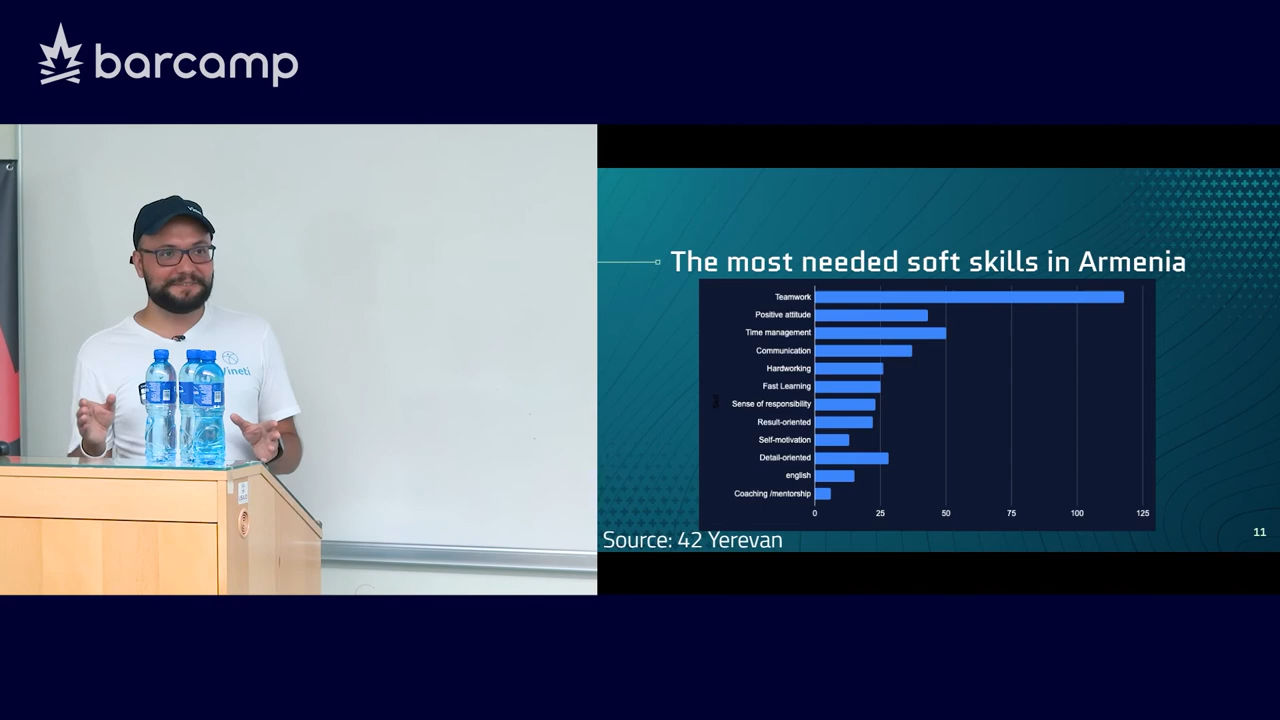 barcamp
Vineti
The most needed soft skills in Armenia
Teamwork
Positive attitude
Time management
Communication
Hardworking
Fast Learning
Sense of responsibility
Result-oriented
Self-motivation
Detail-oriented
english
Coaching /mentorship
0 25 50 75 100 125
Source: 42 Yerevan
11